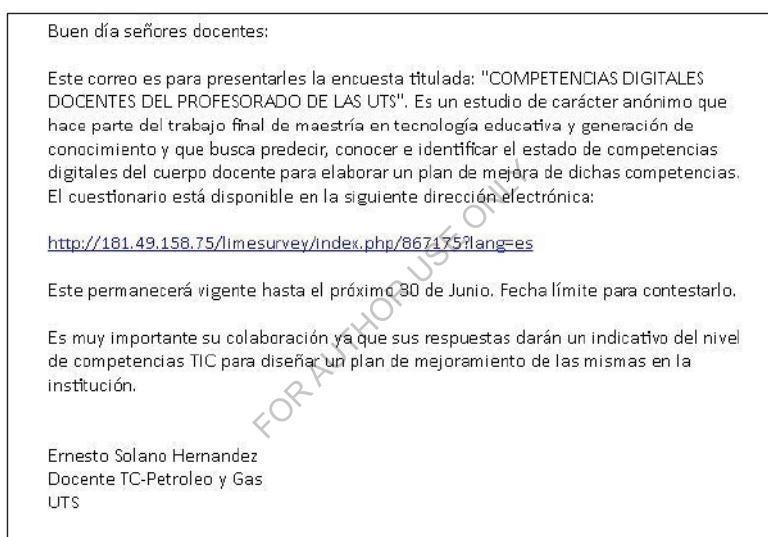 Buen día señores docentes:
Este correo es para presentarles la encuesta titulada: "COMPETENCIAS DIGITALES
DOCENTES DEL PROFESORADO DE LAS UTS". Es un estudio de carácter anónimo que
hace parte del trabajo final de maestría en tecnología educativa y generación de
conocimiento y que busca predecir, conocer e identificar el estado de competencias
digitales del cuerpo docente para elaborar un plan de mejora de dichas competencias.
El cuestionario está disponible en la siguiente dirección electrónica:
http://181.49.158.75/limesurvey/index.php/867175?lang=es
Este permanecerá vigente hasta el próximo 30 de Junio. Fecha límite para contestarlo.
Es muy importante su colaboración ya que sus respuestas darán un indicativo del nivel
de competencias TIC para diseñar un plan de mejoramiento de las mismas en la
institución.
Ernesto Solano Hernandez
Docente TC-Petroleo y Gas
UTS
FOR AUTHOR USE ONLY